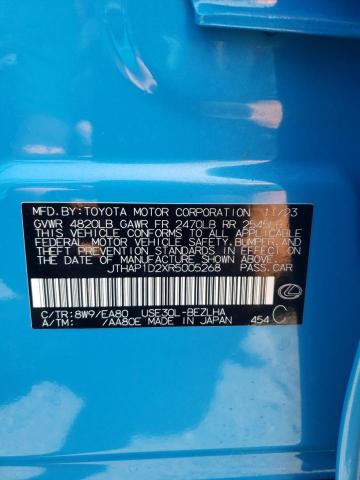 MFD. BY: TOYOTA MOTOR CORPORATION 11/23
GVWR 4820LB GAWR FR 2470LB RR 2545LB
THIS VEHICLE CONFORMS TO ALL APPLICABLE
FEDERAL MOTOR VEHICLE SAFETY, BUMPER, AND
THEFT PREVENTION STANDARDS IN EFFECT ON
THE DATE OF MANUFACTURE SHOWN ABOVE.
JTHAP1D2XR5005268 PASS. CAR
C/TR: 8W9/EA80 USE30L-BEZLHA
A/TM: /AA80E MADE IN JAPAN 454 C